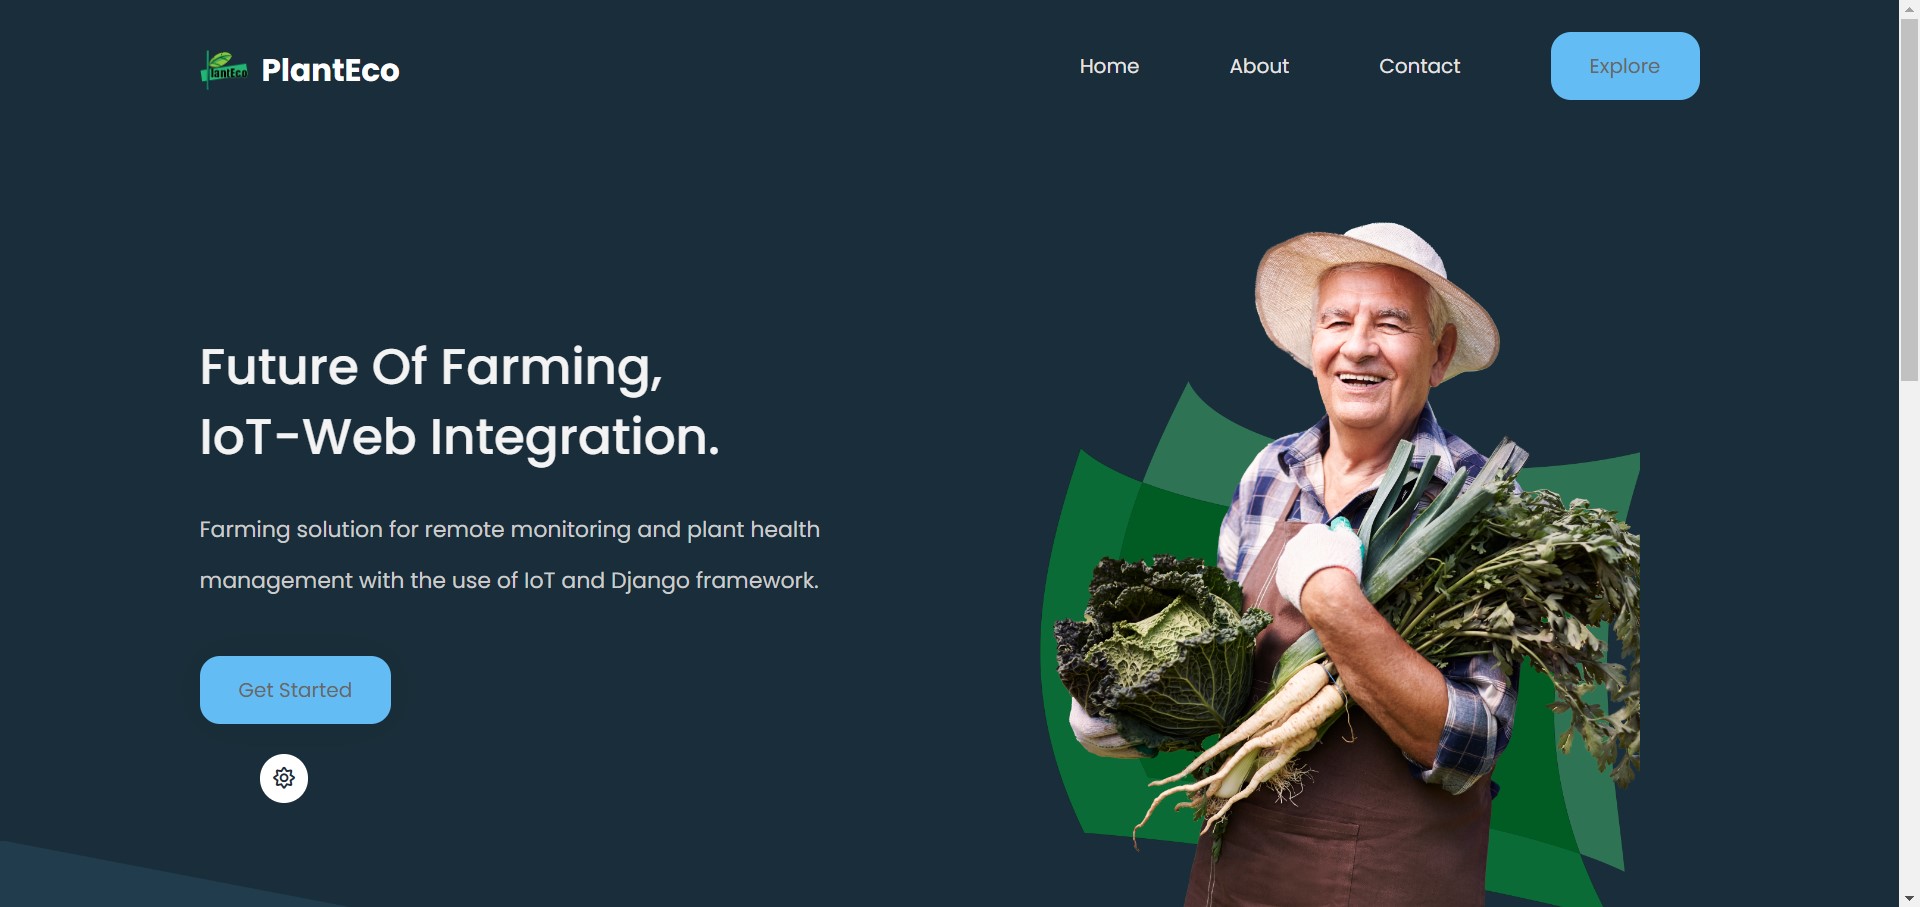 PlantEco
PlantEco
Home
About
Contact
Explore
Future Of Farming,
IoT-Web Integration.
Farming solution for remote monitoring and plant health
management with the use of IoT and Django framework.
Get Started